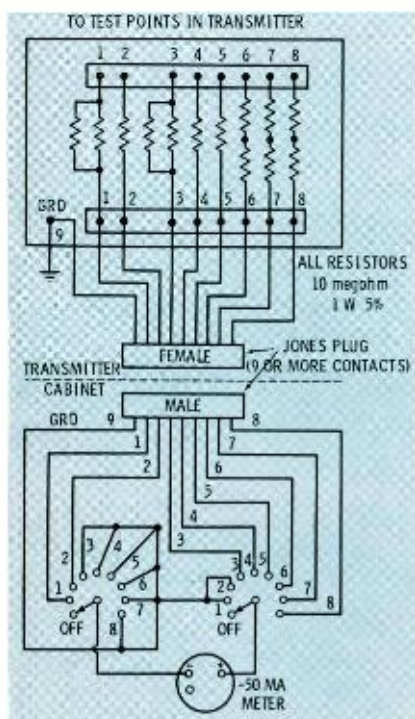 TO TEST POINTS IN TRANSMITTER
1 2 3 4 5 6 7 8
GRD
9
1 2 3 4 5 6 7 8
ALL RESISTORS
10 megohm
1 W 5%
FEMALE
JONES PLUG
(9 OR MORE CONTACTS)
TRANSMITTER
CABINET
MALE
GRD 9 8
1 7
2 6
5
4
3
2 3 4 5 6 7 1 8
OFF
3 4 5 6 2 7 1 8
OFF
- +
-50 MA
METER